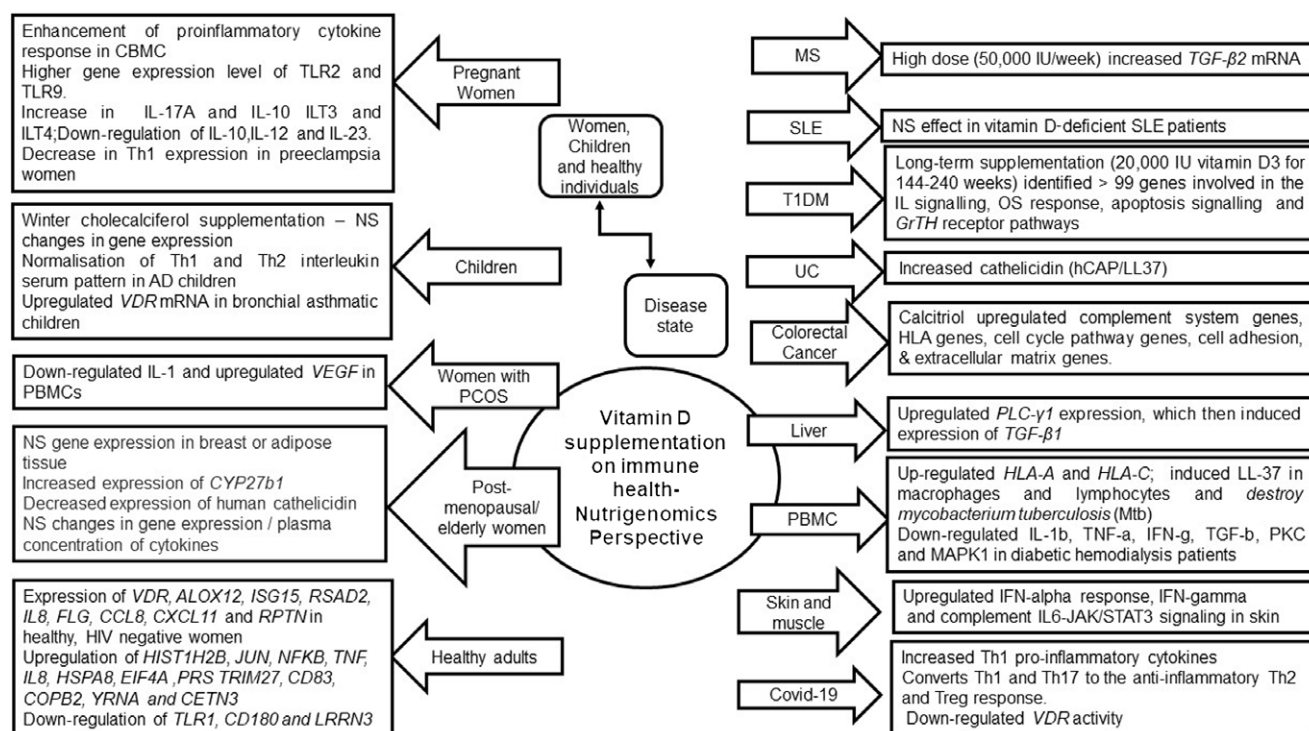 Enhancement of proinflammatory cytokine
response in CBMC
Higher gene expression level of TLR2 and
TLR9.
Increase in IL-17A and IL-10 ILT3 and
ILT4;Down-regulation of IL-10,IL-12 and IL-23.
Decrease in Th1 expression in preeclampsia
women
Pregnant
Women
Winter cholecalciferol supplementation – NS
changes in gene expression
Normalisation of Th1 and Th2 interleukin
serum pattern in AD children
Upregulated VDR mRNA in bronchial asthmatic
children
Children
Down-regulated IL-1 and upregulated VEGF in
PBMCs
Women with
PCOS
NS gene expression in breast or adipose
tissue
Increased expression of CYP27b1
Decreased expression of human cathelicidin
NS changes in gene expression / plasma
concentration of cytokines
Post-
menopausal/
elderly women
Expression of VDR, ALOX12, ISG15, RSAD2,
IL8, FLG, CCL8, CXCL11 and RPTN in
healthy, HIV negative women
Upregulation of HIST1H2B, JUN, NFKB, TNF,
IL8, HSPA8, EIF4A ,PRS TRIM27, CD83,
COPB2, YRNA and CETN3
Down-regulation of TLR1, CD180 and LRRN3
Healthy adults
Women,
Children
and healthy
individuals
Disease
state
Vitamin D
supplementation
on immune
health-
Nutrigenomics
Perspective
MS
High dose (50,000 IU/week) increased TGF-β2 mRNA
SLE
NS effect in vitamin D-deficient SLE patients
T1DM
Long-term supplementation (20,000 IU vitamin D3 for
144-240 weeks) identified > 99 genes involved in the
IL signalling, OS response, apoptosis signalling and
GrTH receptor pathways
UC
Increased cathelicidin (hCAP/LL37)
Colorectal
Cancer
Calcitriol upregulated complement system genes,
HLA genes, cell cycle pathway genes, cell adhesion,
& extracellular matrix genes.
Liver
Upregulated PLC-γ1 expression, which then induced
expression of TGF-β1
PBMC
Up-regulated HLA-A and HLA-C; induced LL-37 in
macrophages and lymphocytes and destroy
mycobacterium tuberculosis (Mtb)
Down-regulated IL-1b, TNF-a, IFN-g, TGF-b, PKC
and MAPK1 in diabetic hemodialysis patients
Skin and
muscle
Upregulated IFN-alpha response, IFN-gamma
and complement IL6-JAK/STAT3 signaling in skin
Covid-19
Increased Th1 pro-inflammatory cytokines
Converts Th1 and Th17 to the anti-inflammatory Th2
and Treg response.
Down-regulated VDR activity